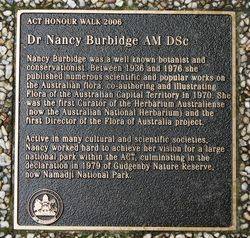 ACT HONOUR WALK 2006
Dr Nancy Burbidge AM DSc
Nancy Burbidge was a well known botanist and
conservationist. Between 1936 and 1976 she
published numerous scientific and popular works on
the Australian flora, co-authoring and illustrating
Flora of the Australian Capital Territory in 1970. She
was the first Curator of the Herbarium Australiense
(now the Australian National Herbarium) and the
first Director of the Flora of Australia project.
Active in many cultural and scientific societies,
Nancy worked hard to achieve her vision for a large
national park within the ACT, culminating in the
declaration in 1979 of Gudgenby Nature Reserve,
now Namadji National Park.